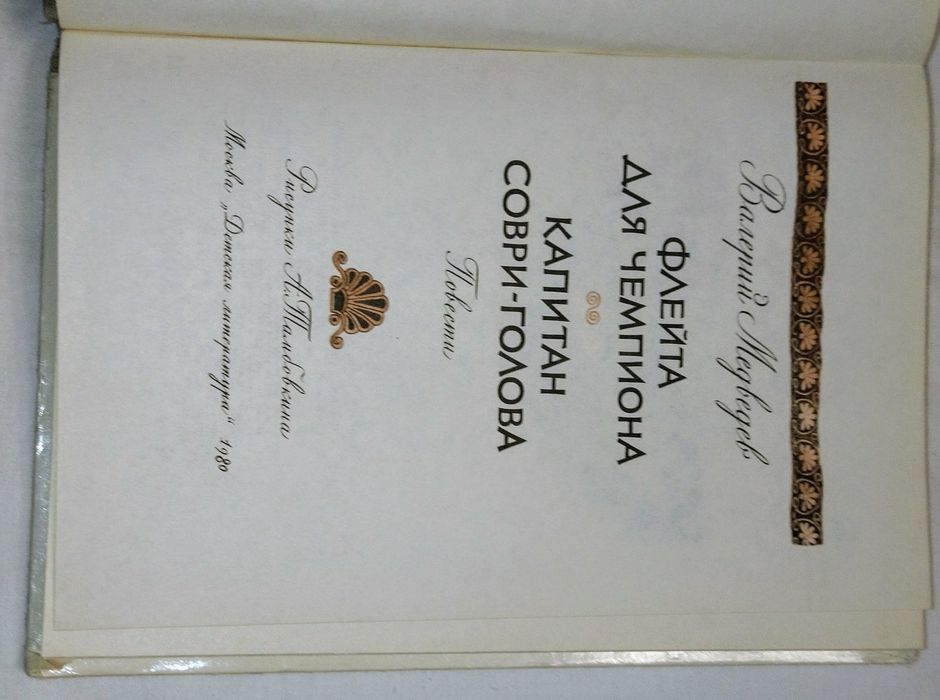 Валерий Медведев
ФЛЕЙТА
ДЛЯ ЧЕМПИОНА
КАПИТАН
СОВРИ-ГОЛОВА
Повести
Рисунки А. Тамбовкина
Москва „Детская литература“ 1980